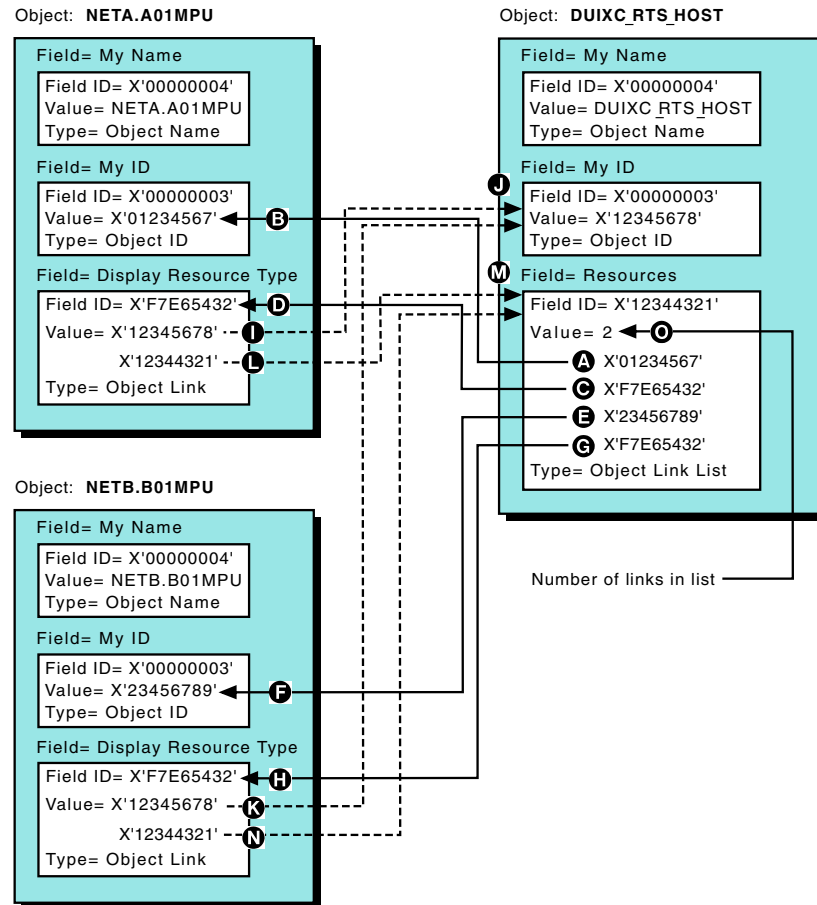 Object: NETA.A01MPU
Field= My Name
Field ID= X'00000004'
Value= NETA.A01MPU
Type= Object Name
Field= My ID
Field ID= X'00000003'
Value= X'01234567'
B
Type= Object ID
Field= Display Resource Type
Field ID= X'F7E65432'
D
Value= X'12345678'
I
X'12344321'
L
Type= Object Link
Object: DUIXC_RTS_HOST
Field= My Name
Field ID= X'00000004'
Value= DUIXC_RTS_HOST
Type= Object Name
Field= My ID
J
Field ID= X'00000003'
Value= X'12345678'
Type= Object ID
M
Field= Resources
Field ID= X'12344321'
Value= 2
O
A X'01234567'
C X'F7E65432'
E X'23456789'
G X'F7E65432'
Type= Object Link List
Number of links in list
Object: NETB.B01MPU
Field= My Name
Field ID= X'00000004'
Value= NETB.B01MPU
Type= Object Name
Field= My ID
Field ID= X'00000003'
Value= X'23456789'
F
Type= Object ID
Field= Display Resource Type
Field ID= X'F7E65432'
H
Value= X'12345678'
K
X'12344321'
N
Type= Object Link